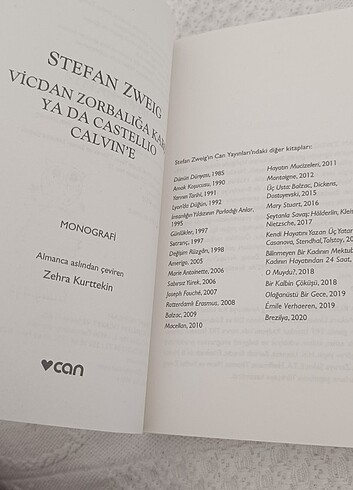 STEFAN ZWEIG
VİCDAN ZORBALIĞA KAR
YA DA CASTELLIO
CALVIN'E
MONOGRAFİ
Almanca aslından çeviren
Zehra Kurttekin
can
Stefan Zweig'ın Can Yayınları'ndaki diğer kitapları:
Dünün Dünyası, 1985
Amok Koşucusu, 1990
Yarının Tarihi, 1991
Lyon'da Düğün, 1992
İnsanlığın Yıldızının Parladığı Anlar,
1995
Günlükler, 1997
Satranç, 1997
Değişim Rüzgârı, 1998
Amerigo, 2005
Marie Antoinette, 2006
Sabırsız Yürek, 2006
Joseph Fouché, 2007
Rotterdamlı Erasmus, 2008
Balzac, 2009
Macellan, 2010
Hayatın Mucizeleri, 2011
Montaigne, 2012
Üç Usta: Balzac, Dickens,
Dostoyevski, 2015
Mary Stuart, 2016
Şeytanla Savaş: Hölderlin, Kleis
Nietzsche, 2017
Kendi Hayatını Yazan Üç Yazar:
Casanova, Stendhal, Tolstoy, 2
Bilinmeyen Bir Kadının Mektub
Kadının Hayatından 24 Saat,
O Muydu?, 2018
Bir Kalbin Çöküşü, 2018
Olağanüstü Bir Gece, 2019
Émile Verhaeren, 2019
Brezilya, 2020